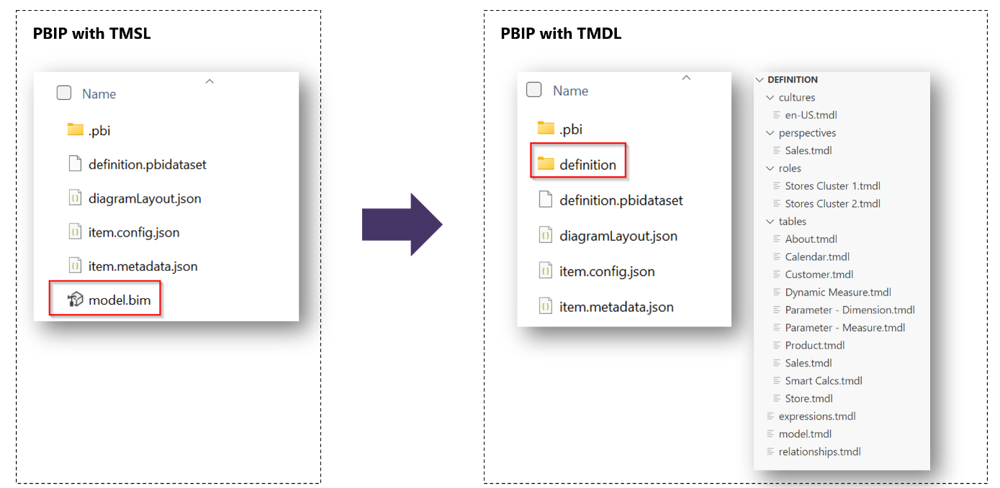 PBIP with TMSL
Name
.pbi
definition.pbidataset
diagramLayout.json
item.config.json
item.metadata.json
model.bim
PBIP with TMDL
Name
.pbi
definition
definition.pbidataset
diagramLayout.json
item.config.json
item.metadata.json
DEFINITION
cultures
en-US.tmdl
perspectives
Sales.tmdl
roles
Stores Cluster 1.tmdl
Stores Cluster 2.tmdl
tables
About.tmdl
Calendar.tmdl
Customer.tmdl
Dynamic Measure.tmdl
Parameter - Dimension.tmdl
Parameter - Measure.tmdl
Product.tmdl
Sales.tmdl
Smart Calcs.tmdl
Store.tmdl
expressions.tmdl
model.tmdl
relationships.tmdl